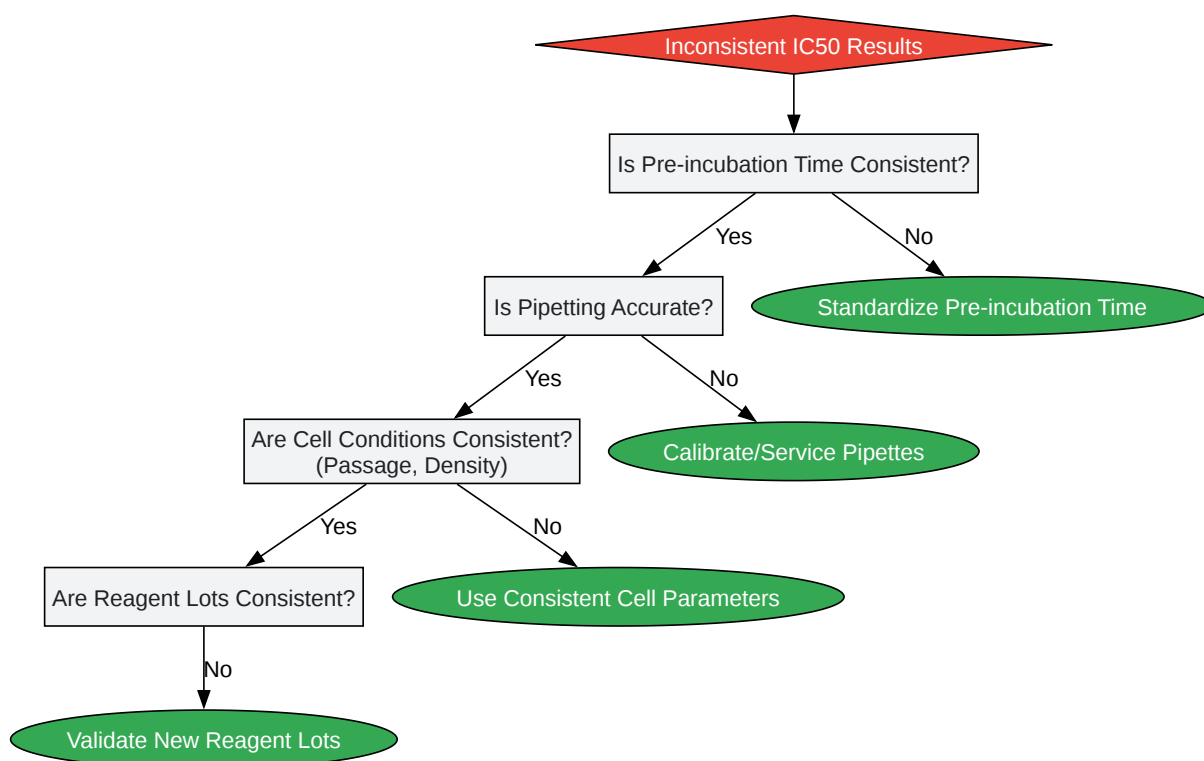 Inconsistent IC50 Results
Is Pre-incubation Time Consistent?
Yes
No
Is Pipetting Accurate?
Standardize Pre-incubation Time
Yes
No
Are Cell Conditions Consistent?
(Passage, Density)
Calibrate/Service Pipettes
Yes
No
Are Reagent Lots Consistent?
Use Consistent Cell Parameters
No
Validate New Reagent Lots